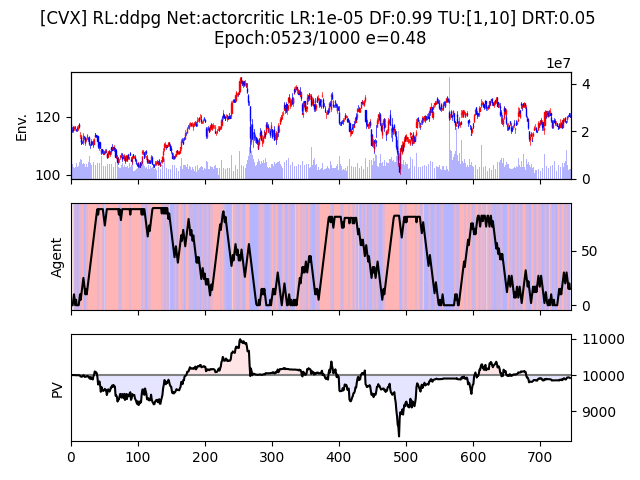 [CVX] RL:ddpg Net:actorcritic LR:1e-05 DF:0.99 TU:[1,10] DRT:0.05
Epoch:0523/1000 e=0.48
1e7
Env.
120
100
4
2
0
Agent
50
0
PV
11000
10000
9000
0 100 200 300 400 500 600 700